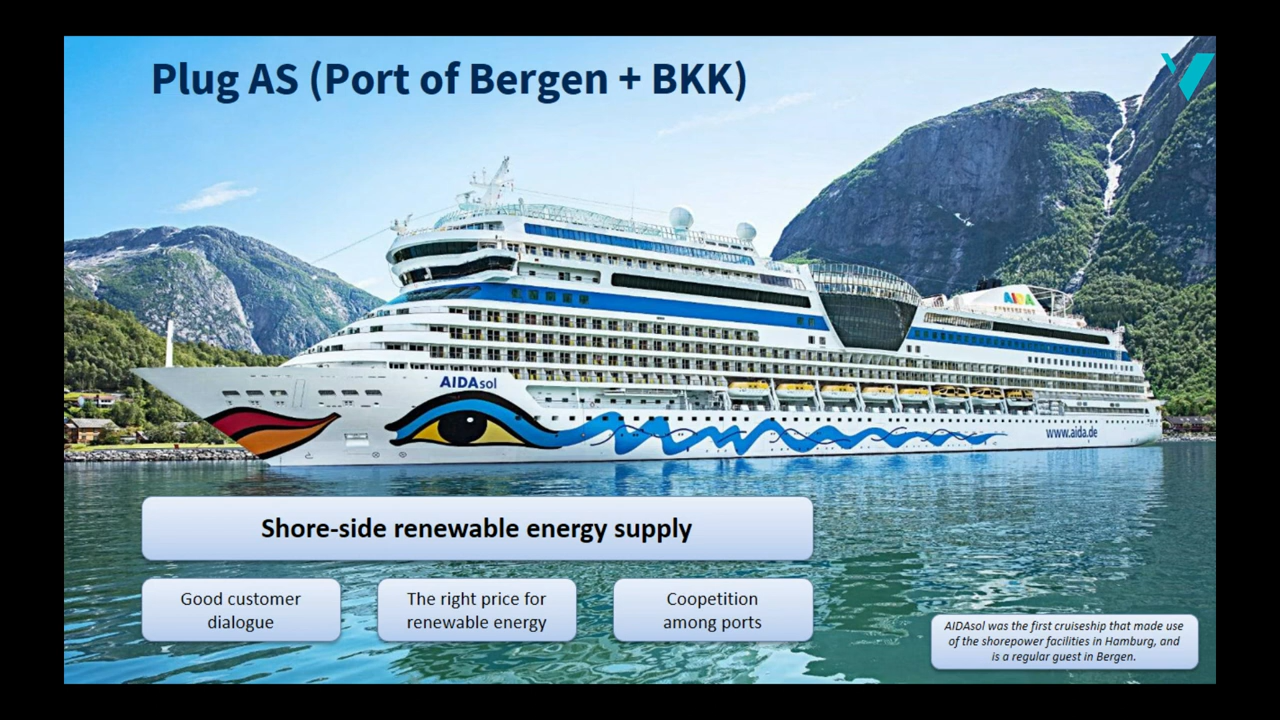 Plug AS (Port of Bergen + BKK)
AIDA
AIDAsol
www.aida.de
Shore-side renewable energy supply
Good customer
dialogue
The right price for
renewable energy
Coopetition
among ports
AIDAsol was the first cruiseship that made use
of the shorepower facilities in Hamburg, and
is a regular guest in Bergen.